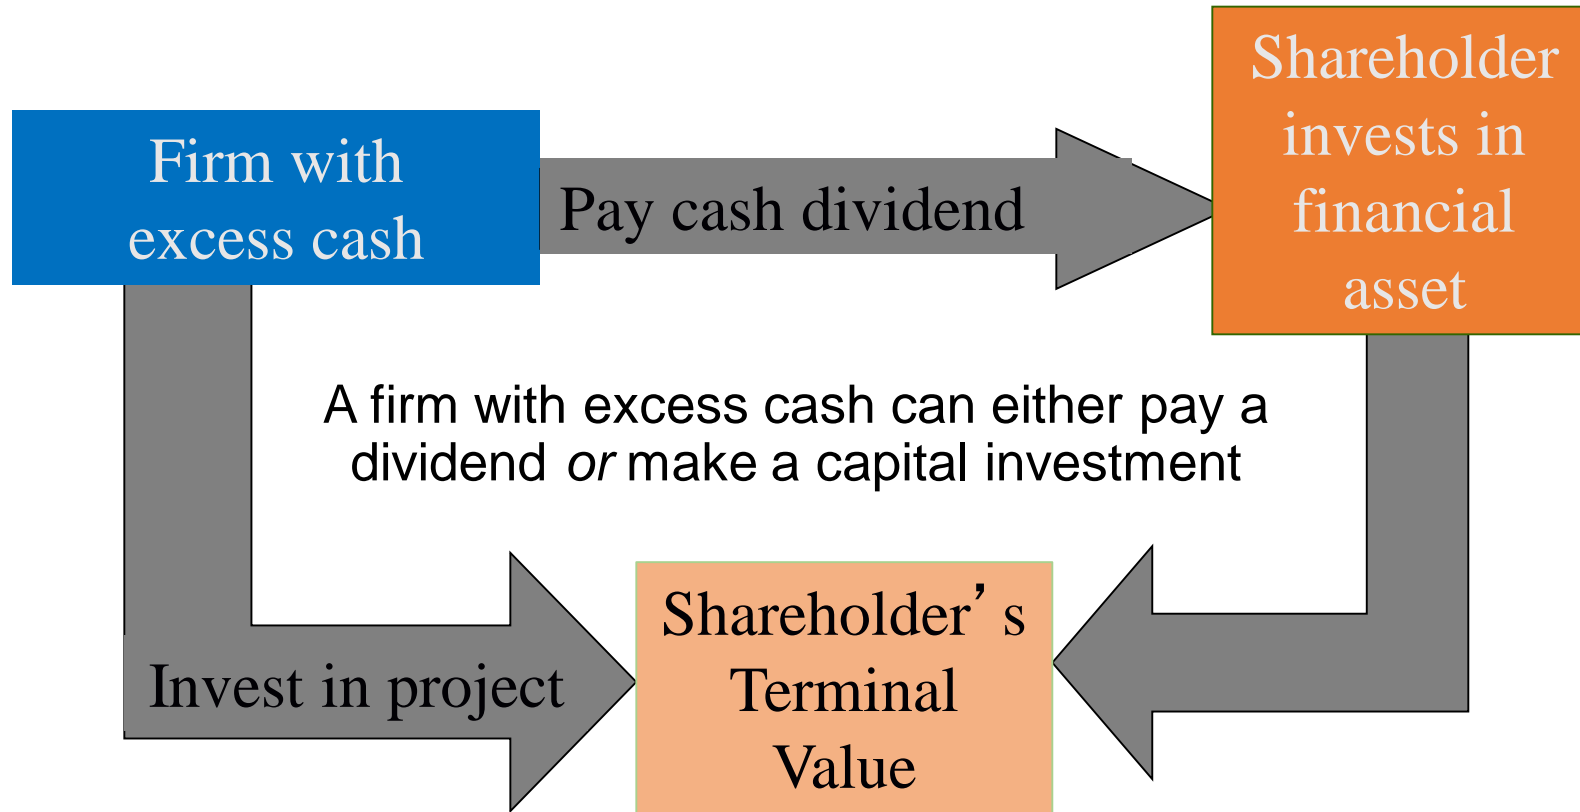 Firm with
excess cash
Pay cash dividend
Shareholder
invests in
financial
asset
A firm with excess cash can either pay a
dividend or make a capital investment
Invest in project
Shareholder’s
Terminal
Value